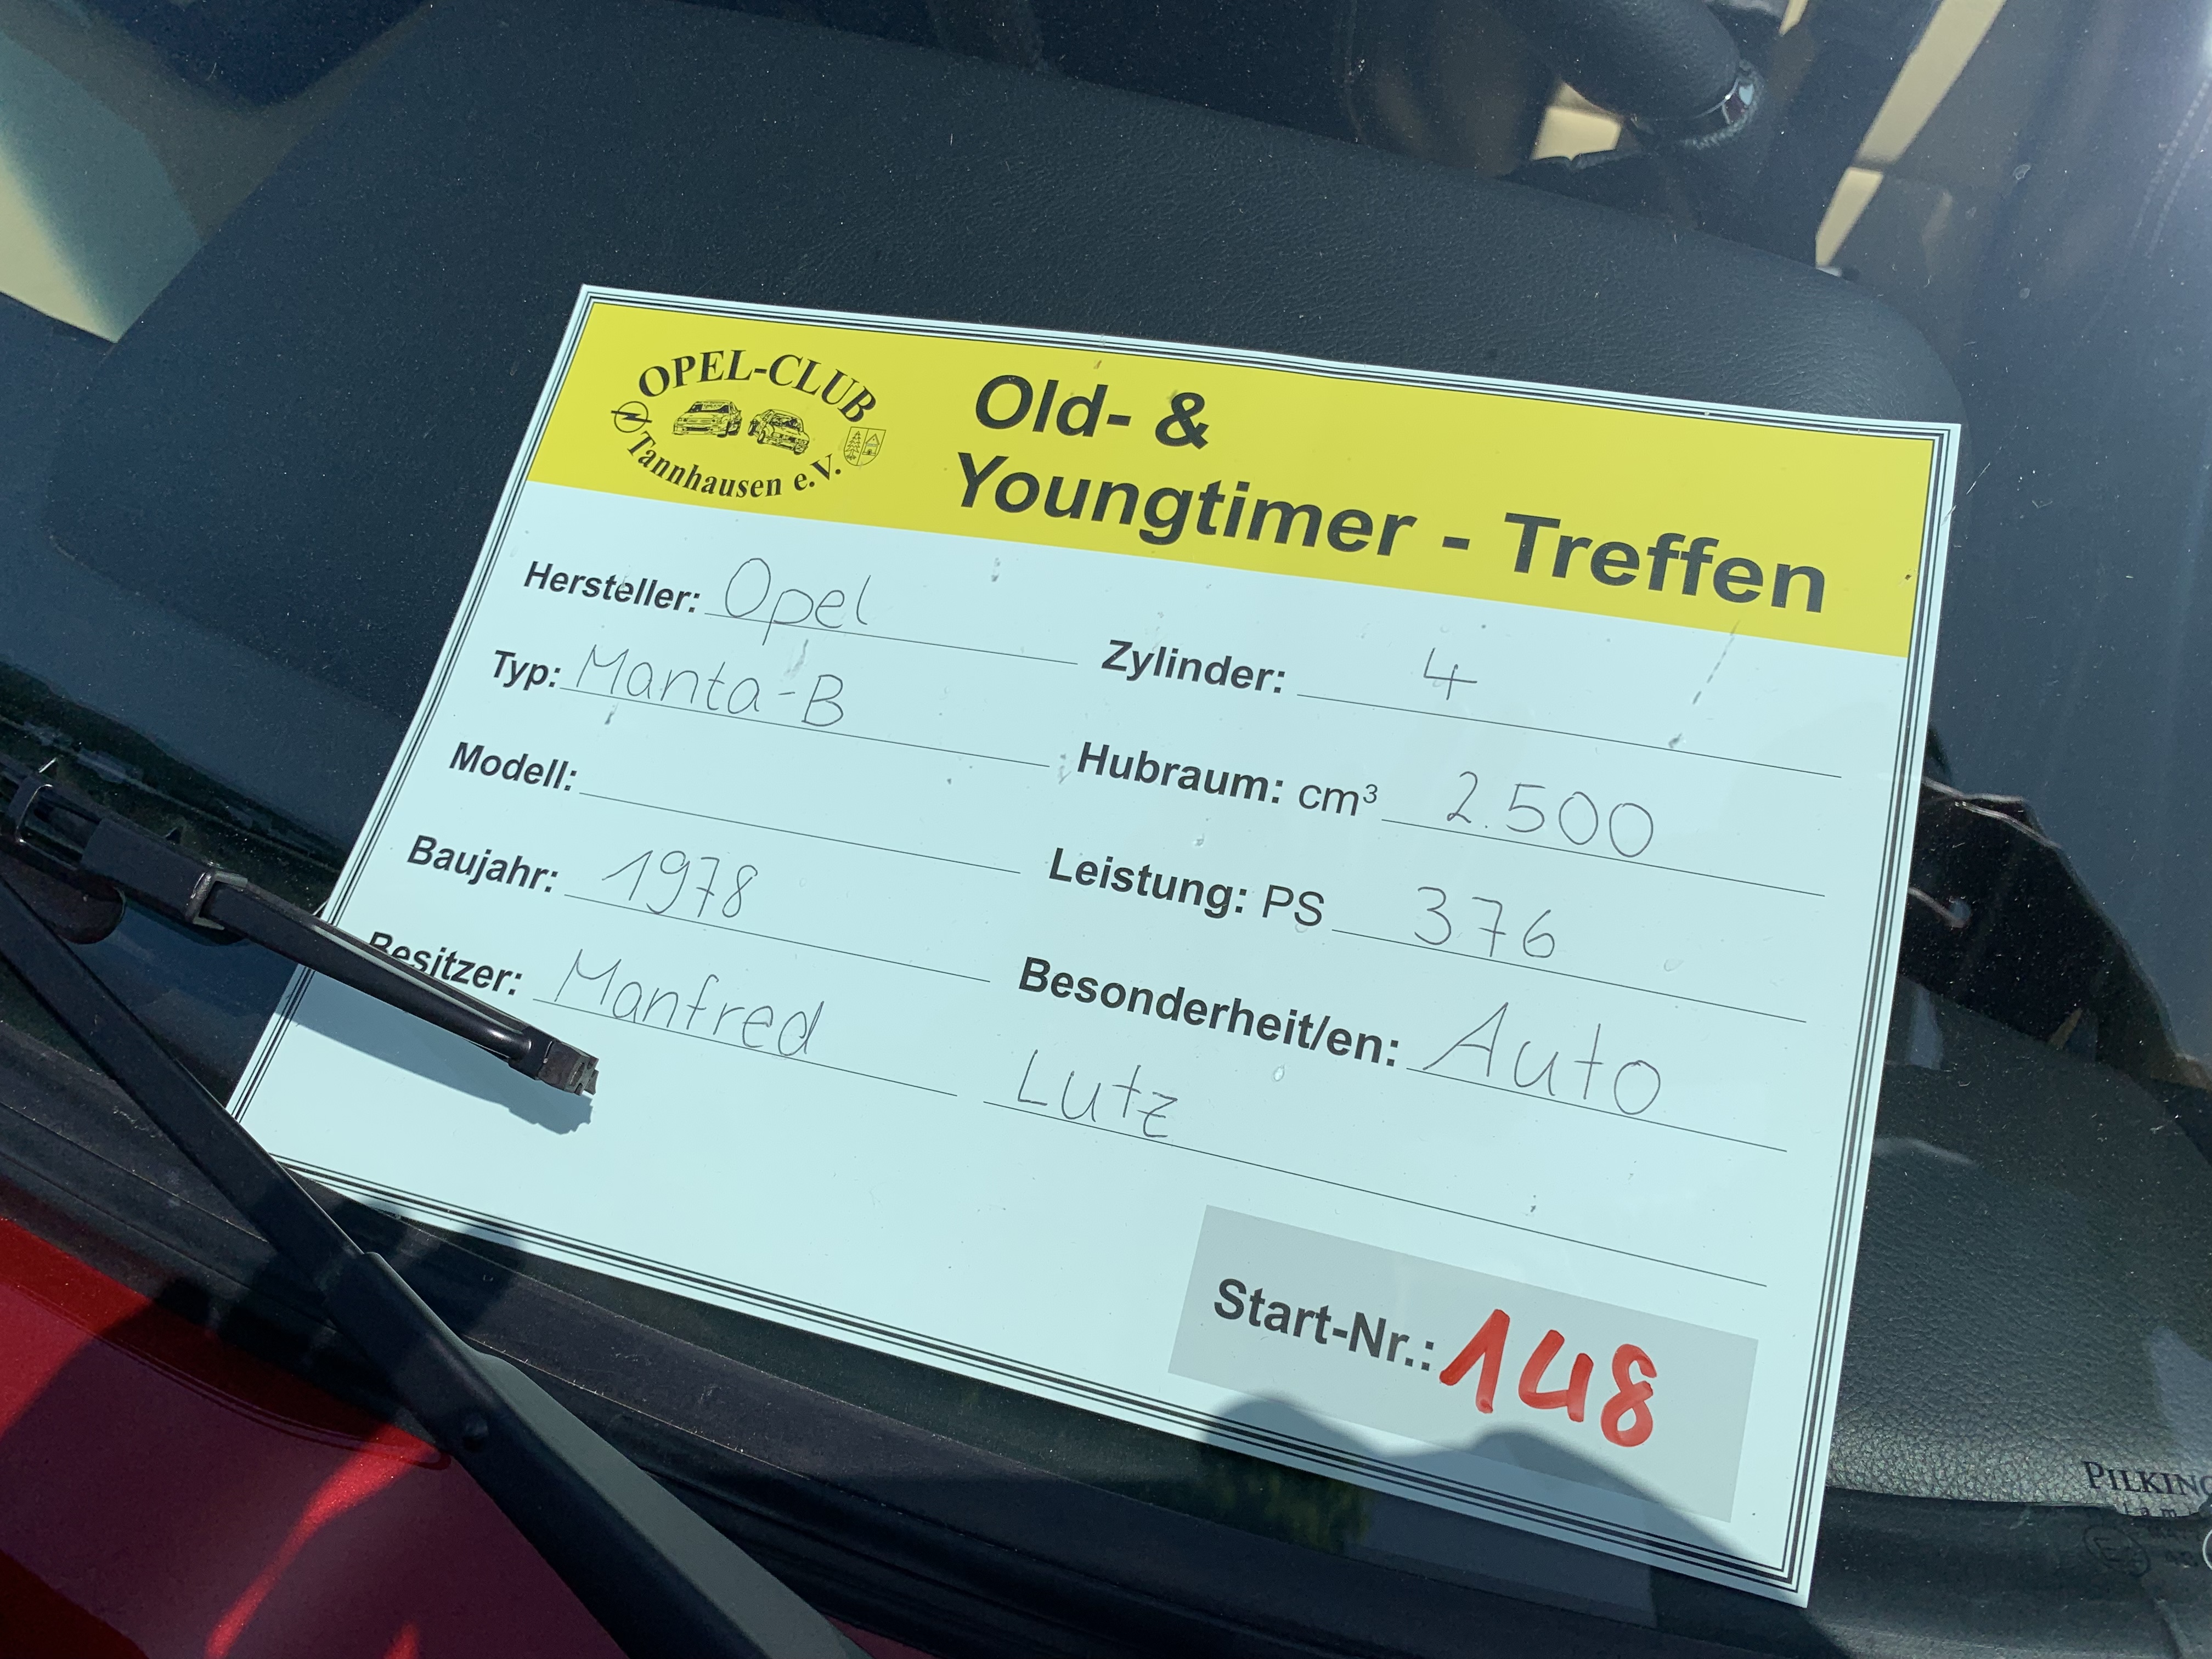 OPEL-CLUB
Tannhausen e.V.
Old- &
Youngtimer - Treffen
Hersteller: Opel
Typ: Manta-B
Modell:
Baujahr: 1978
Besitzer: Manfred Lutz
Zylinder: 4
Hubraum: cm³ 2.500
Leistung: PS 376
Besonderheit/en: Auto
Start-Nr.: 148